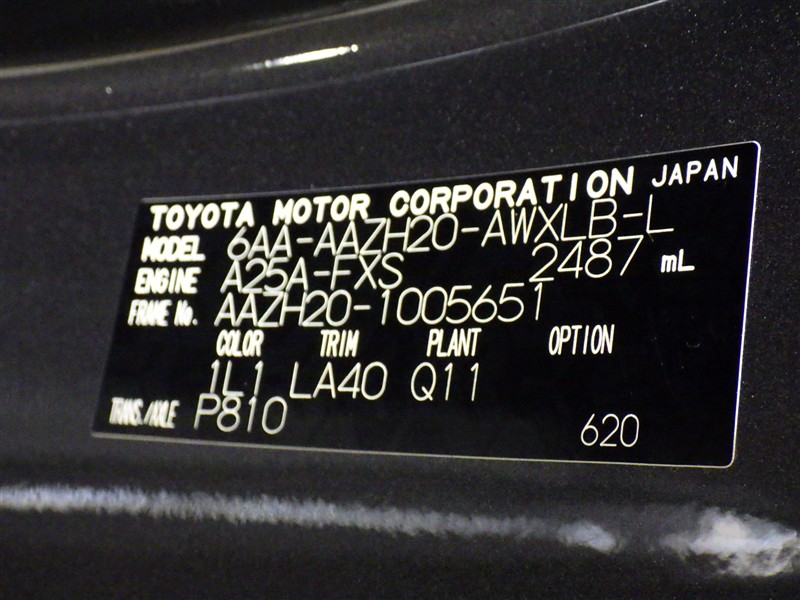 TOYOTA MOTOR CORPORATION JAPAN
MODEL 6AA-AAZH20-AWXLB-L
ENGINE A25A-FXS 2487 mL
FRAME No. AAZH20-1005651
COLOR TRIM PLANT OPTION
1L1 LA40 Q11
TRANS./AXLE P810 620